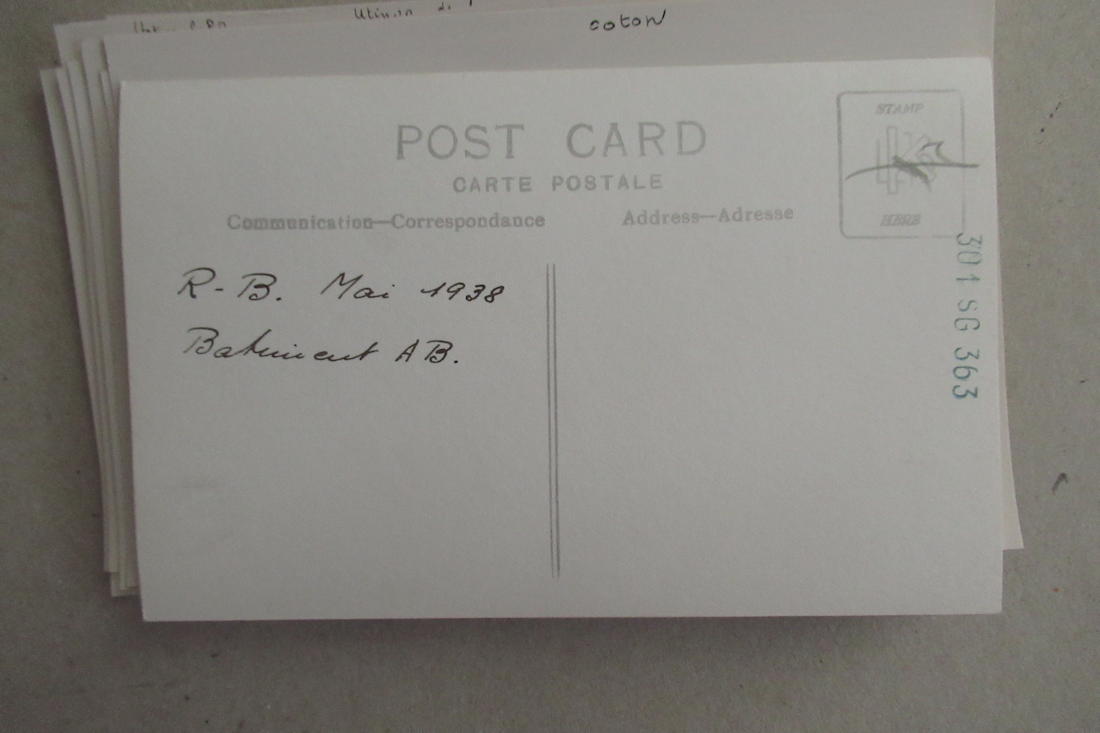 coton
POST CARD
CARTE POSTALE
Communication—Correspondance
Address—Adresse
STAMP
HERE
R-B. Mai 1938
Batiment AB.
301 SG 363